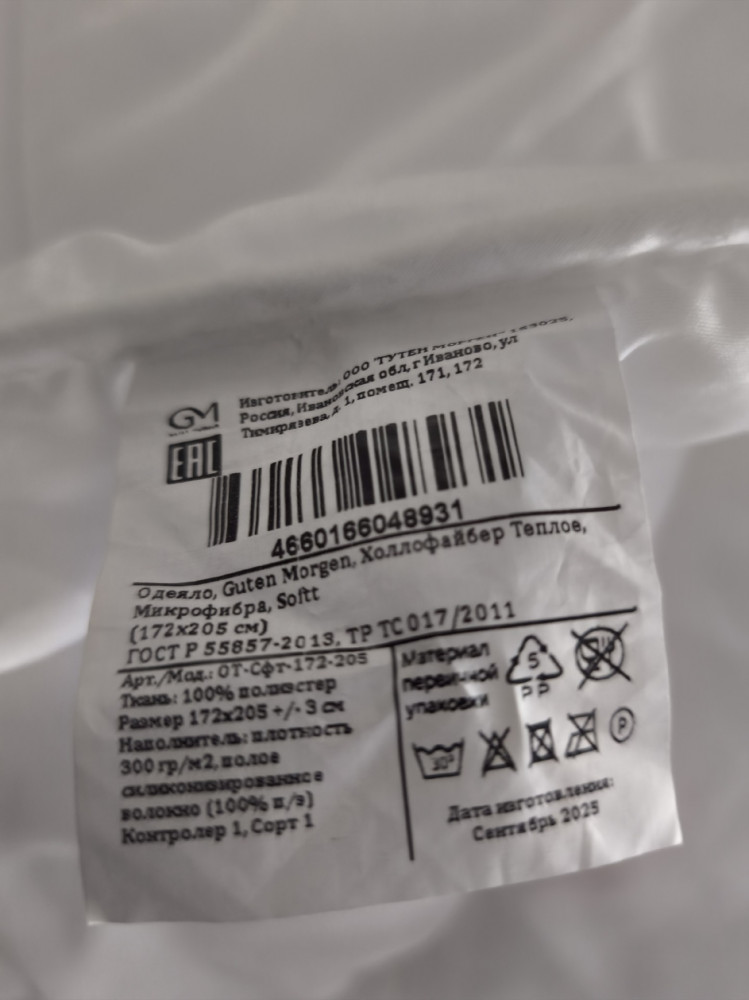 GM
EAC
Изготовитель: ООО "ГУТЕН МОРГЕН"
Россия, Ивановская обл, г Иваново, ул
Тимирязева, д. 1, помещ. 171, 172
4660166048931
Одеяло, Guten Morgen, Холлофайбер Теплое,
Микрофибра, Softt
(172х205 см)
ГОСТ Р 55857-2013, ТР ТС 017/2011
Арт./Мод.: ОТ-Сфт-172-205
Ткань: 100% полиэстер
Размер 172х205 +/- 3 см
Наполнитель: плотность
300 гр/м2, полое
силиконизированное
волокно (100% п/э)
Контролер 1, Сорт 1
Материал
первичной
упаковки
5
PP
30°
P
Дата изготовления:
Сентябрь 2025